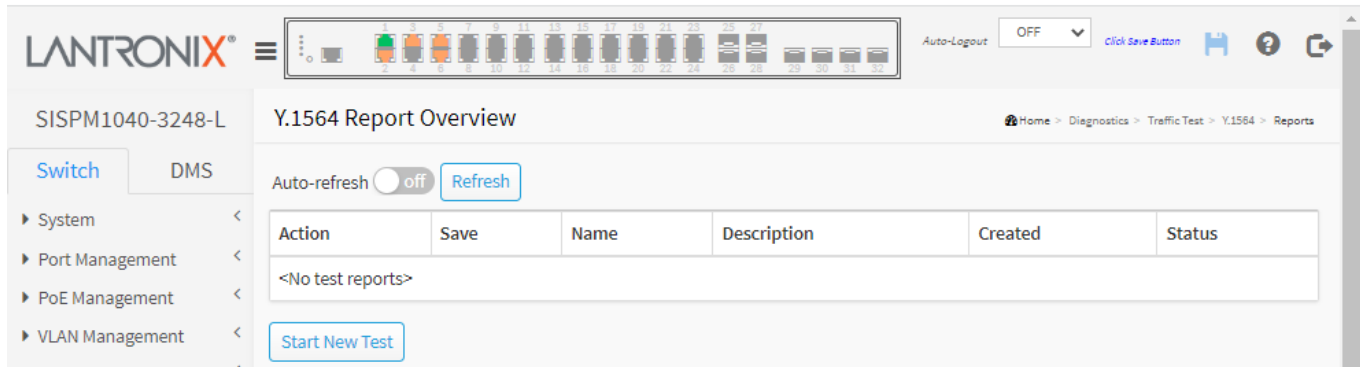 LANTRONIX®
1 3 5 7 9 11 13 15 17 19 21 23 25 27
2 4 6 8 10 12 14 16 18 20 22 24 26 28 29 30 31 32
Auto-Logout OFF Click Save Button
SISPM1040-3248-L
Switch DMS
System
Port Management
PoE Management
VLAN Management
Y.1564 Report Overview
Home > Diagnostics > Traffic Test > Y.1564 > Reports
Auto-refresh off Refresh
Action Save Name Description Created Status
<No test reports>
Start New Test